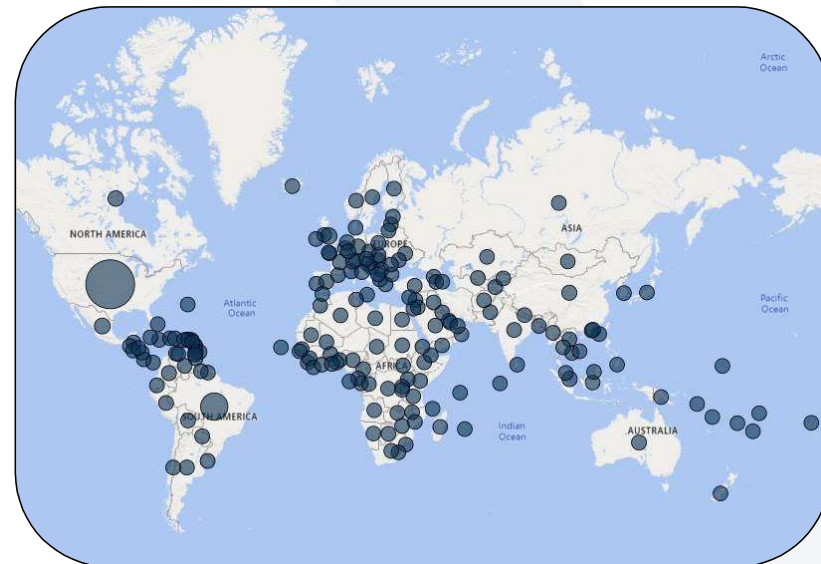 Arctic
Ocean
NORTH AMERICA
EUROPE
ASIA
Atlantic
Ocean
Pacific
Ocean
AFRICA
SOUTH AMERICA
Indian
Ocean
AUSTRALIA